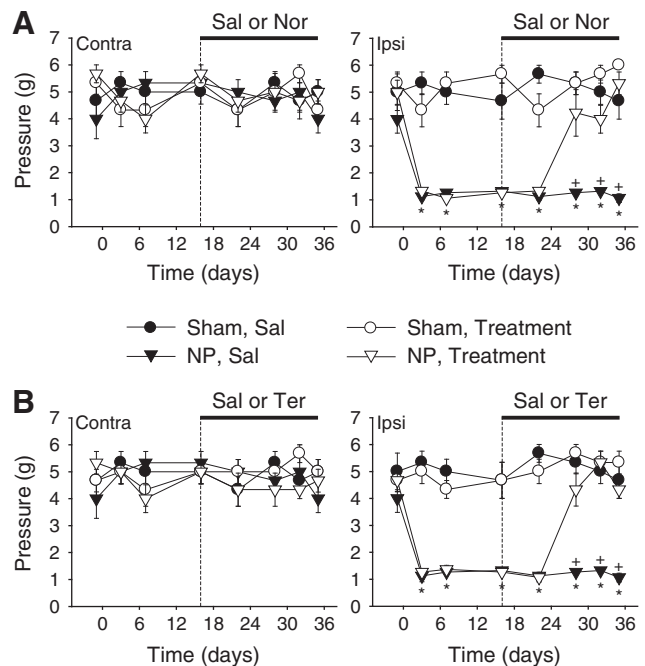 A
Sal or Nor
Sal or Nor
Contra
Ipsi
Pressure (g)
7
6
5
4
3
2
1
0
7
6
5
4
3
2
1
0
+ + +
* * * * * * *
0 6 12 18 24 30 36
0 6 12 18 24 30 36
Time (days)
Time (days)
Sham, Sal
Sham, Treatment
NP, Sal
NP, Treatment
B
Sal or Ter
Sal or Ter
Contra
Ipsi
Pressure (g)
7
6
5
4
3
2
1
0
7
6
5
4
3
2
1
0
+ + +
* * * * * * *
0 6 12 18 24 30 36
0 6 12 18 24 30 36
Time (days)
Time (days)